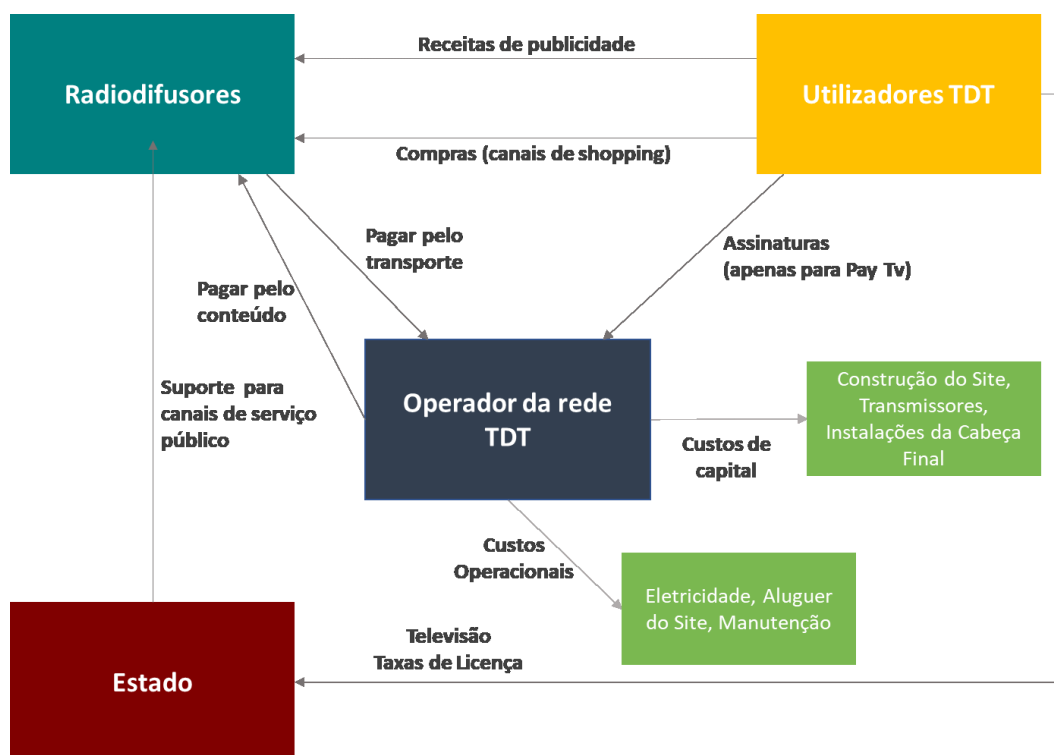 Receitas de publicidade
Radiodifusores
Utilizadores TDT
Compras (canais de shopping)
Pagar pelo
transporte
Assinaturas
(apenas para Pay Tv)
Pagar pelo
conteúdo
Suporte para
canais de serviço
público
Operador da rede
TDT
Construção do Site,
Transmissores,
Instalações da Cabeça
Final
Custos de
capital
Custos
Operacionais
Eletricidade, Aluguer
do Site, Manutenção
Televisão
Taxas de Licença
Estado